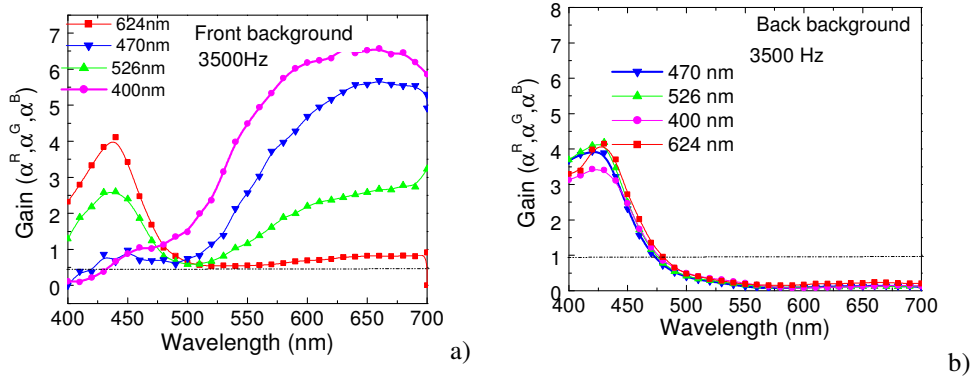 624nm
470nm
526nm
400nm
Front background
3500Hz
7
6
5
4
3
2
1
0
Gain (α^R,α^G,α^B)
400 450 500 550 600 650 700
Wavelength (nm)
a)
Back background
3500 Hz
470 nm
526 nm
400 nm
624 nm
8
7
6
5
4
3
2
1
0
Gain (α^R, α^G, α^B)
400 450 500 550 600 650 700
Wavelength (nm)
b)